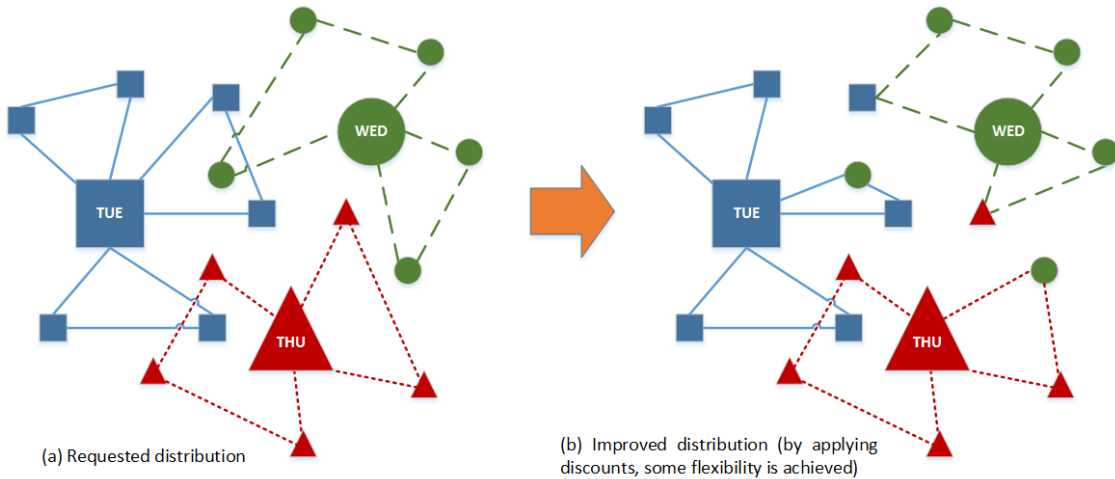 WED
TUE
THU
(a) Requested distribution
WED
TUE
THU
(b) Improved distribution (by applying
discounts, some flexibility is achieved)